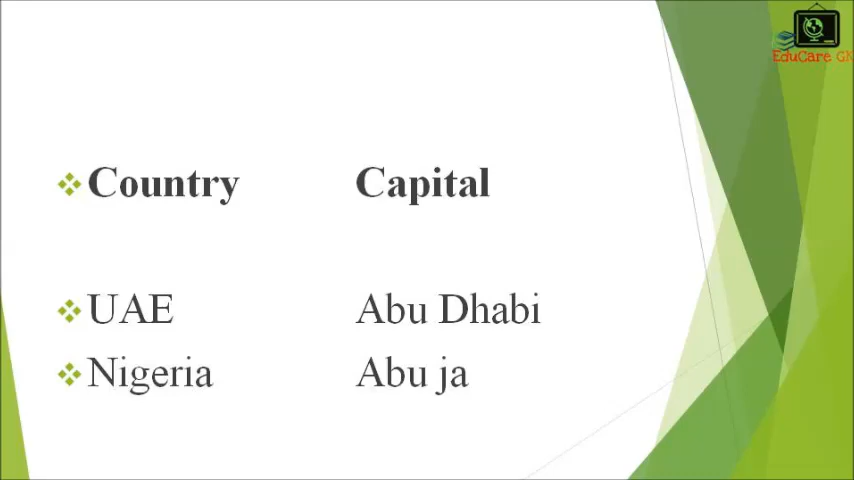 EduCare GK
Country Capital
UAE Abu Dhabi
Nigeria Abu ja